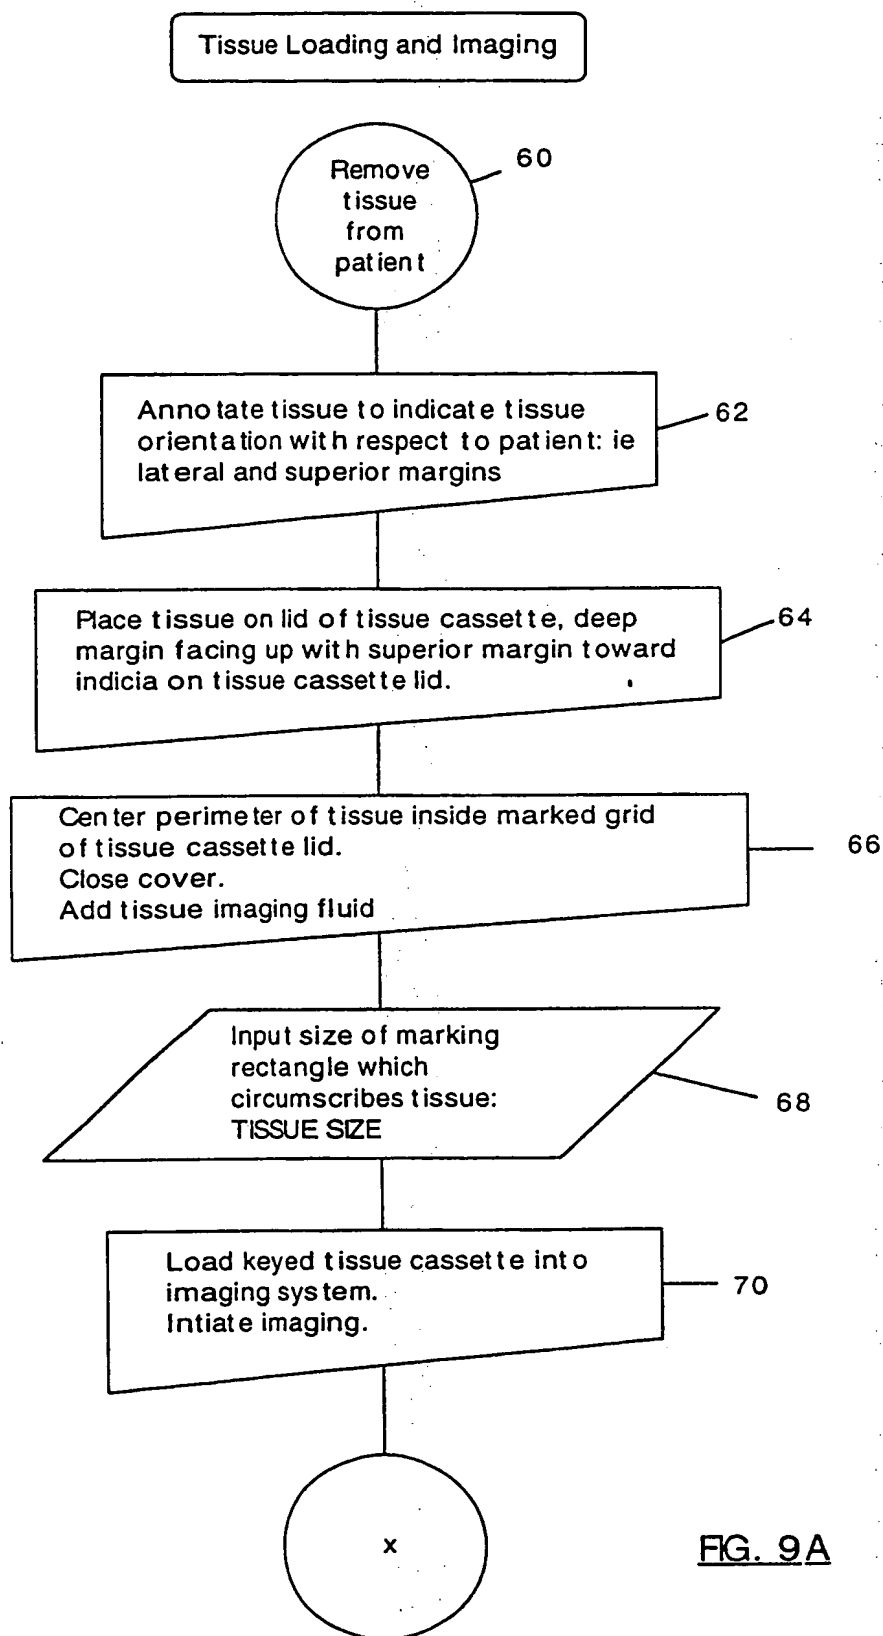 Tissue Loading and Imaging
Remove
tissue
from
patient
60
Annotate tissue to indicate tissue
orientation with respect to patient: ie
lateral and superior margins
62
Place tissue on lid of tissue cassette, deep
margin facing up with superior margin toward
indicia on tissue cassette lid.
64
Center perimeter of tissue inside marked grid
of tissue cassette lid.
Close cover.
Add tissue imaging fluid
66
Input size of marking
rectangle which
circumscribes tissue:
TISSUE SIZE
68
Load keyed tissue cassette into
imaging system.
Intiate imaging.
70
x
FIG. 9A